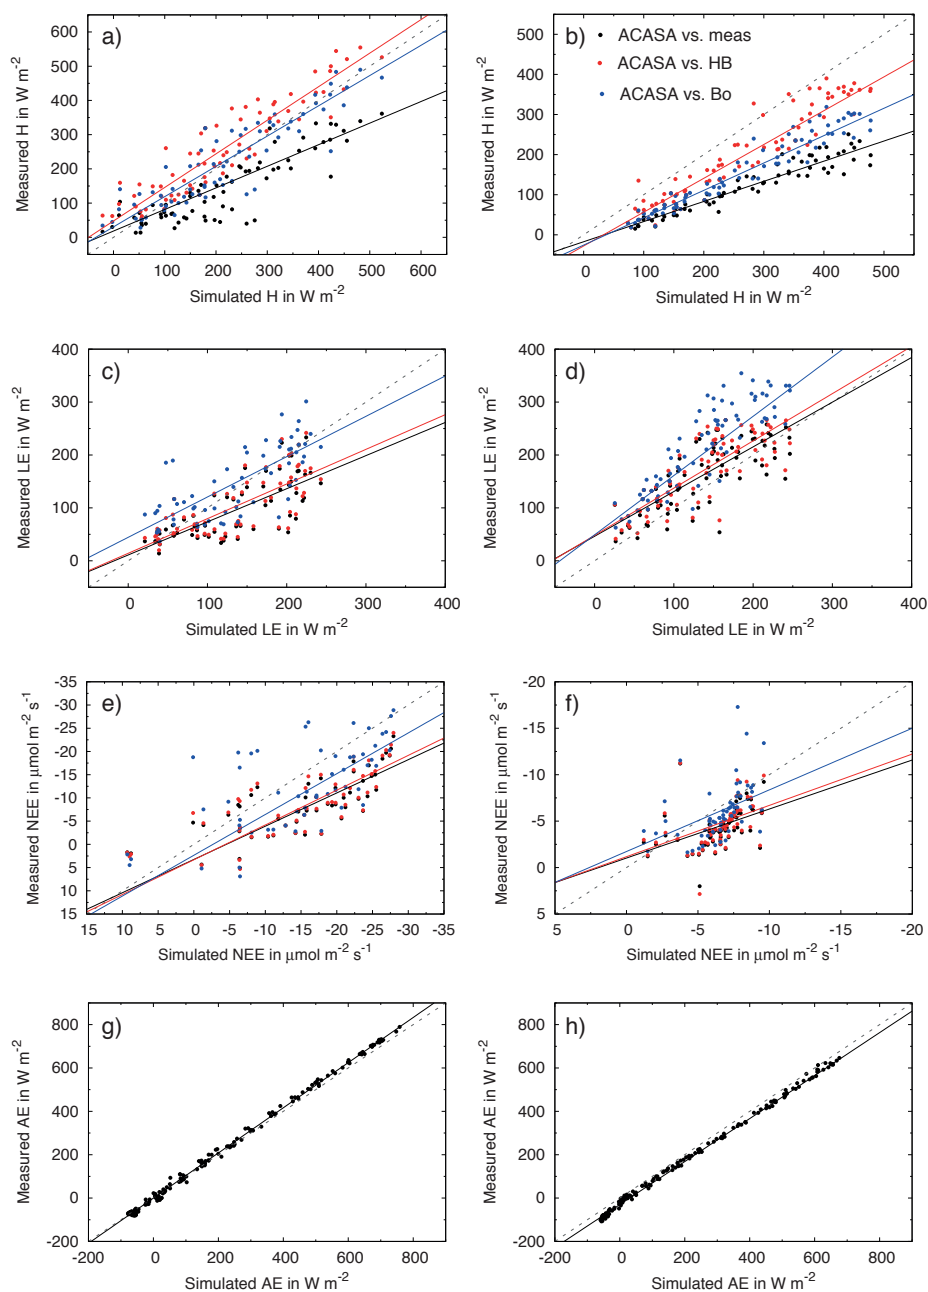 a)
600
500
400
300
200
100
0
Measured H in W m-2
0 100 200 300 400 500 600
Simulated H in W m-2
b)
ACASA vs. meas
ACASA vs. HB
ACASA vs. Bo
500
400
300
200
100
0
Measured H in W m-2
0 100 200 300 400 500
Simulated H in W m-2
c)
400
300
200
100
0
Measured LE in W m-2
0 100 200 300 400
Simulated LE in W m-2
d)
400
300
200
100
0
Measured LE in W m-2
0 100 200 300 400
Simulated LE in W m-2
e)
-35
-30
-25
-20
-15
-10
-5
0
5
10
15
Measured NEE in μmol m-2 s-1
15 10 5 0 -5 -10 -15 -20 -25 -30 -35
Simulated NEE in μmol m-2 s-1
f)
-20
-15
-10
-5
0
5
Measured NEE in μmol m-2 s-1
5 0 -5 -10 -15 -20
Simulated NEE in μmol m-2 s-1
g)
800
600
400
200
0
-200
Measured AE in W m-2
-200 0 200 400 600 800
Simulated AE in W m-2
h)
800
600
400
200
0
-200
Measured AE in W m-2
-200 0 200 400 600 800
Simulated AE in W m-2